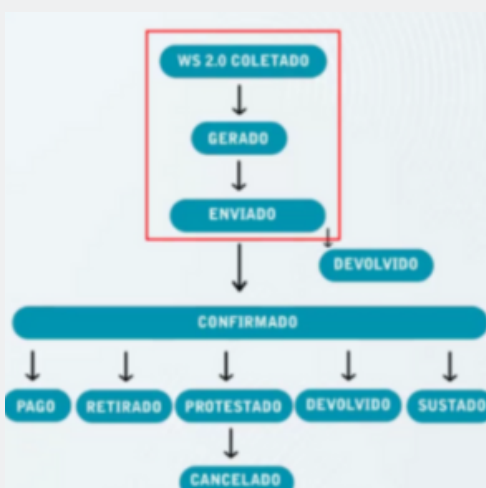 WS 2.0 COLETADO
GERADO
ENVIADO
DEVOLVIDO
CONFIRMADO
PAGO RETIRADO PROTESTADO DEVOLVIDO SUSTADO
CANCELADO